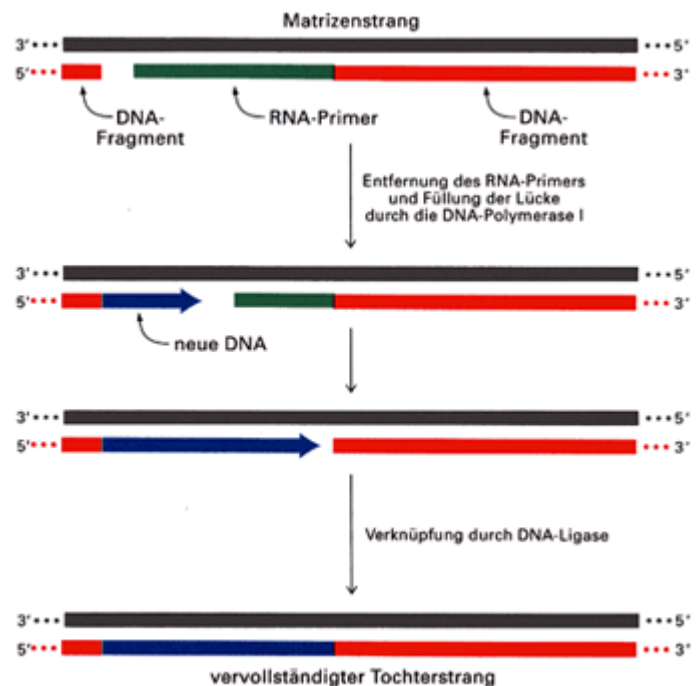 Matrizenstrang
3' 5'
5' 3'
DNA-
Fragment
RNA-Primer
DNA-
Fragment
Entfernung des RNA-Primers
und Füllung der Lücke
durch die DNA-Polymerase I
3' 5'
5' 3'
neue DNA
3' 5'
5' 3'
Verknüpfung durch DNA-Ligase
3' 5'
5' 3'
vervollständigter Tochterstrang